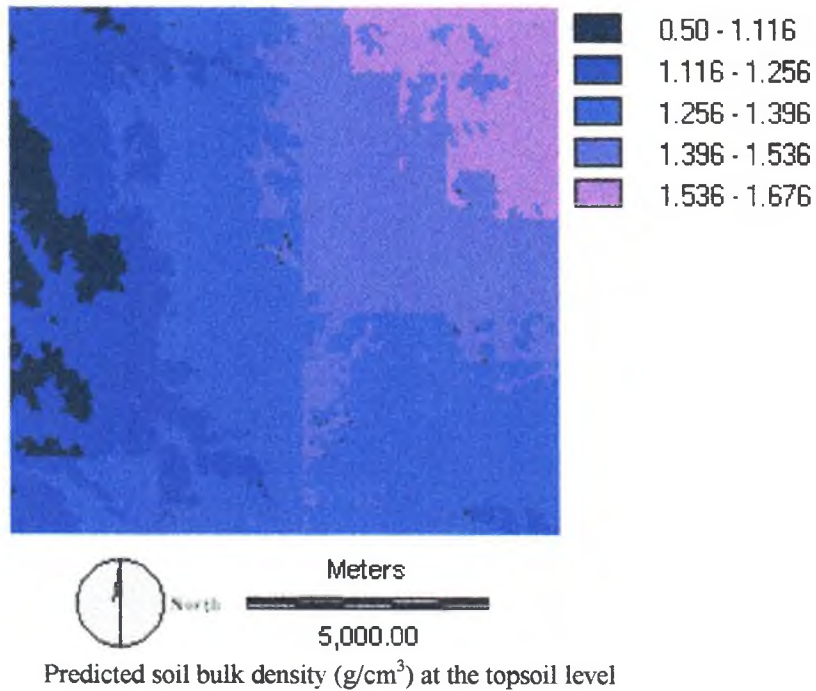 0.50 - 1.116
1.116 - 1.256
1.256 - 1.396
1.396 - 1.536
1.536 - 1.676
North
Meters
5,000.00
Predicted soil bulk density (g/cm³) at the topsoil level